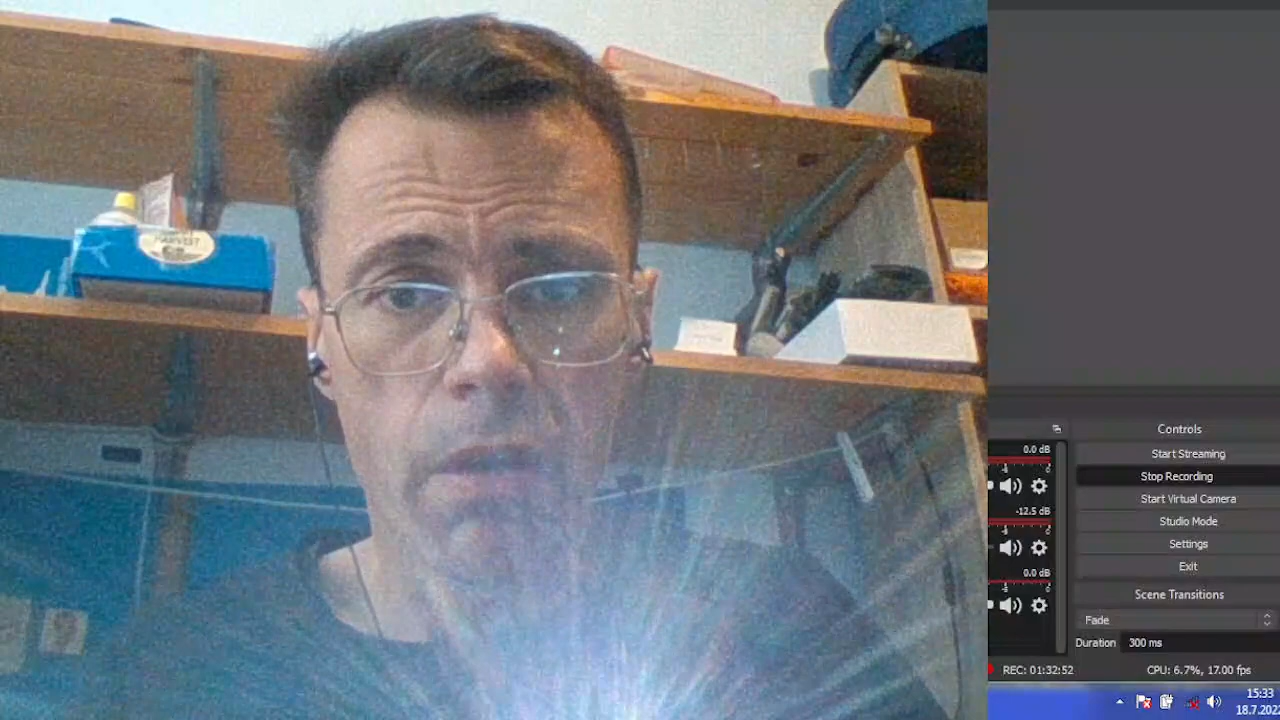 HARVEST
Controls
0.0 dB
Start Streaming
Stop Recording
Start Virtual Camera
-12.5 dB
Studio Mode
Settings
Exit
0.0 dB
Scene Transitions
Fade
Duration 300 ms
REC: 01:32:52 CPU: 6.7%, 17.00 fps
15:33
18.7.2022